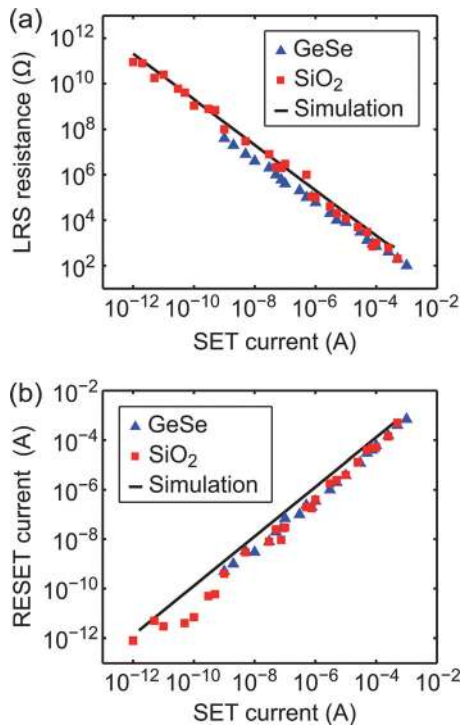 (a)
10^12
10^10
10^8
10^6
10^4
10^2
LRS resistance (Ω)
GeSe
SiO₂
Simulation
10^−12 10^−10 10^−8 10^−6 10^−4 10^−2
SET current (A)
(b)
10^−2
10^−4
10^−6
10^−8
10^−10
10^−12
RESET current (A)
GeSe
SiO₂
Simulation
10^−12 10^−10 10^−8 10^−6 10^−4 10^−2
SET current (A)